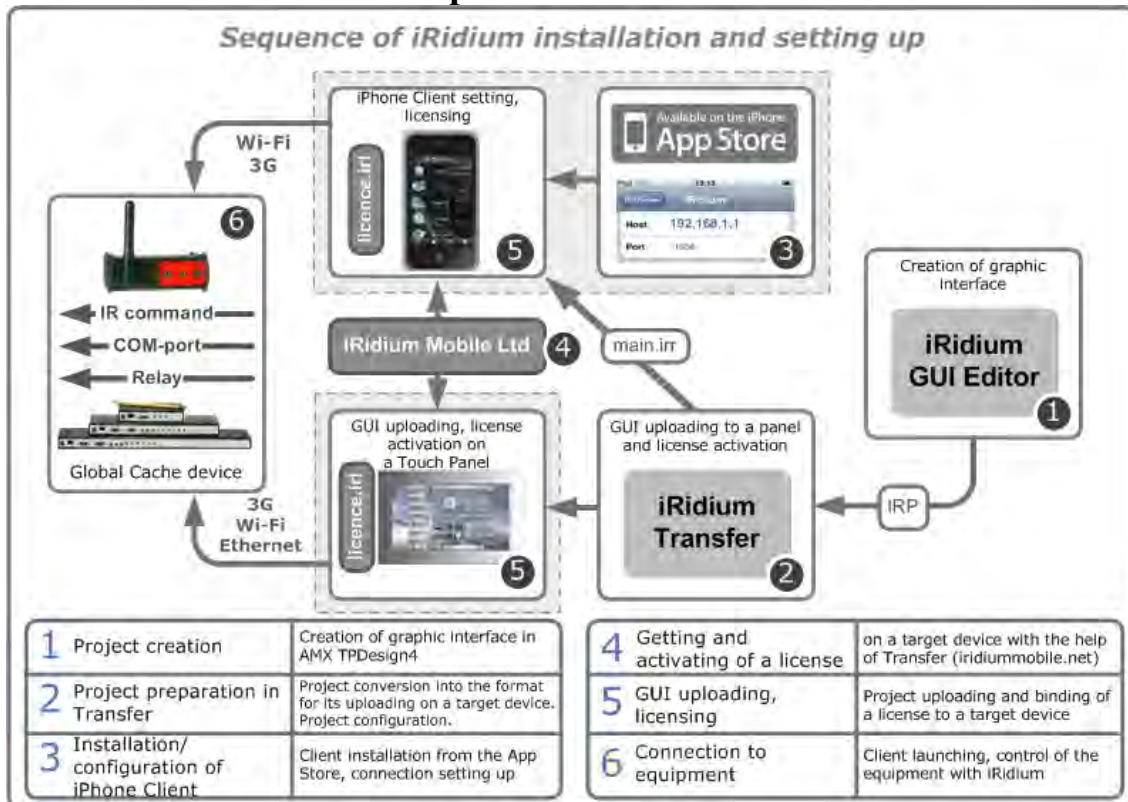 Sequence of iRidium installation and setting up
iPhone Client setting,
licensing
licence.irl
5
Available on the iPhone
App Store
13:13
iRidium
Host 192.168.1.1
Port
3
Wi-Fi
3G
6
IR command
COM-port
Relay
Global Cache device
3G
Wi-Fi
Ethernet
iRidium Mobile Ltd
4
main.irr
Creation of graphic
interface
iRidium
GUI Editor
1
IRP
GUI uploading, license
activation on
a Touch Panel
licence.irl
5
GUI uploading to a panel
and license activation
iRidium
Transfer
2
1 Project creation
Creation of graphic interface in
AMX TPDesign4
2 Project preparation in
Transfer
Project conversion into the format
for its uploading on a target device.
Project configuration.
3 Installation/
configuration of
iPhone Client
Client installation from the App
Store, connection setting up
4 Getting and
activating of a license
on a target device with the help
of Transfer (iridiummobile.net)
5 GUI uploading,
licensing
Project uploading and binding of
a license to a target device
6 Connection to
equipment
Client launching, control of the
equipment with iRidium